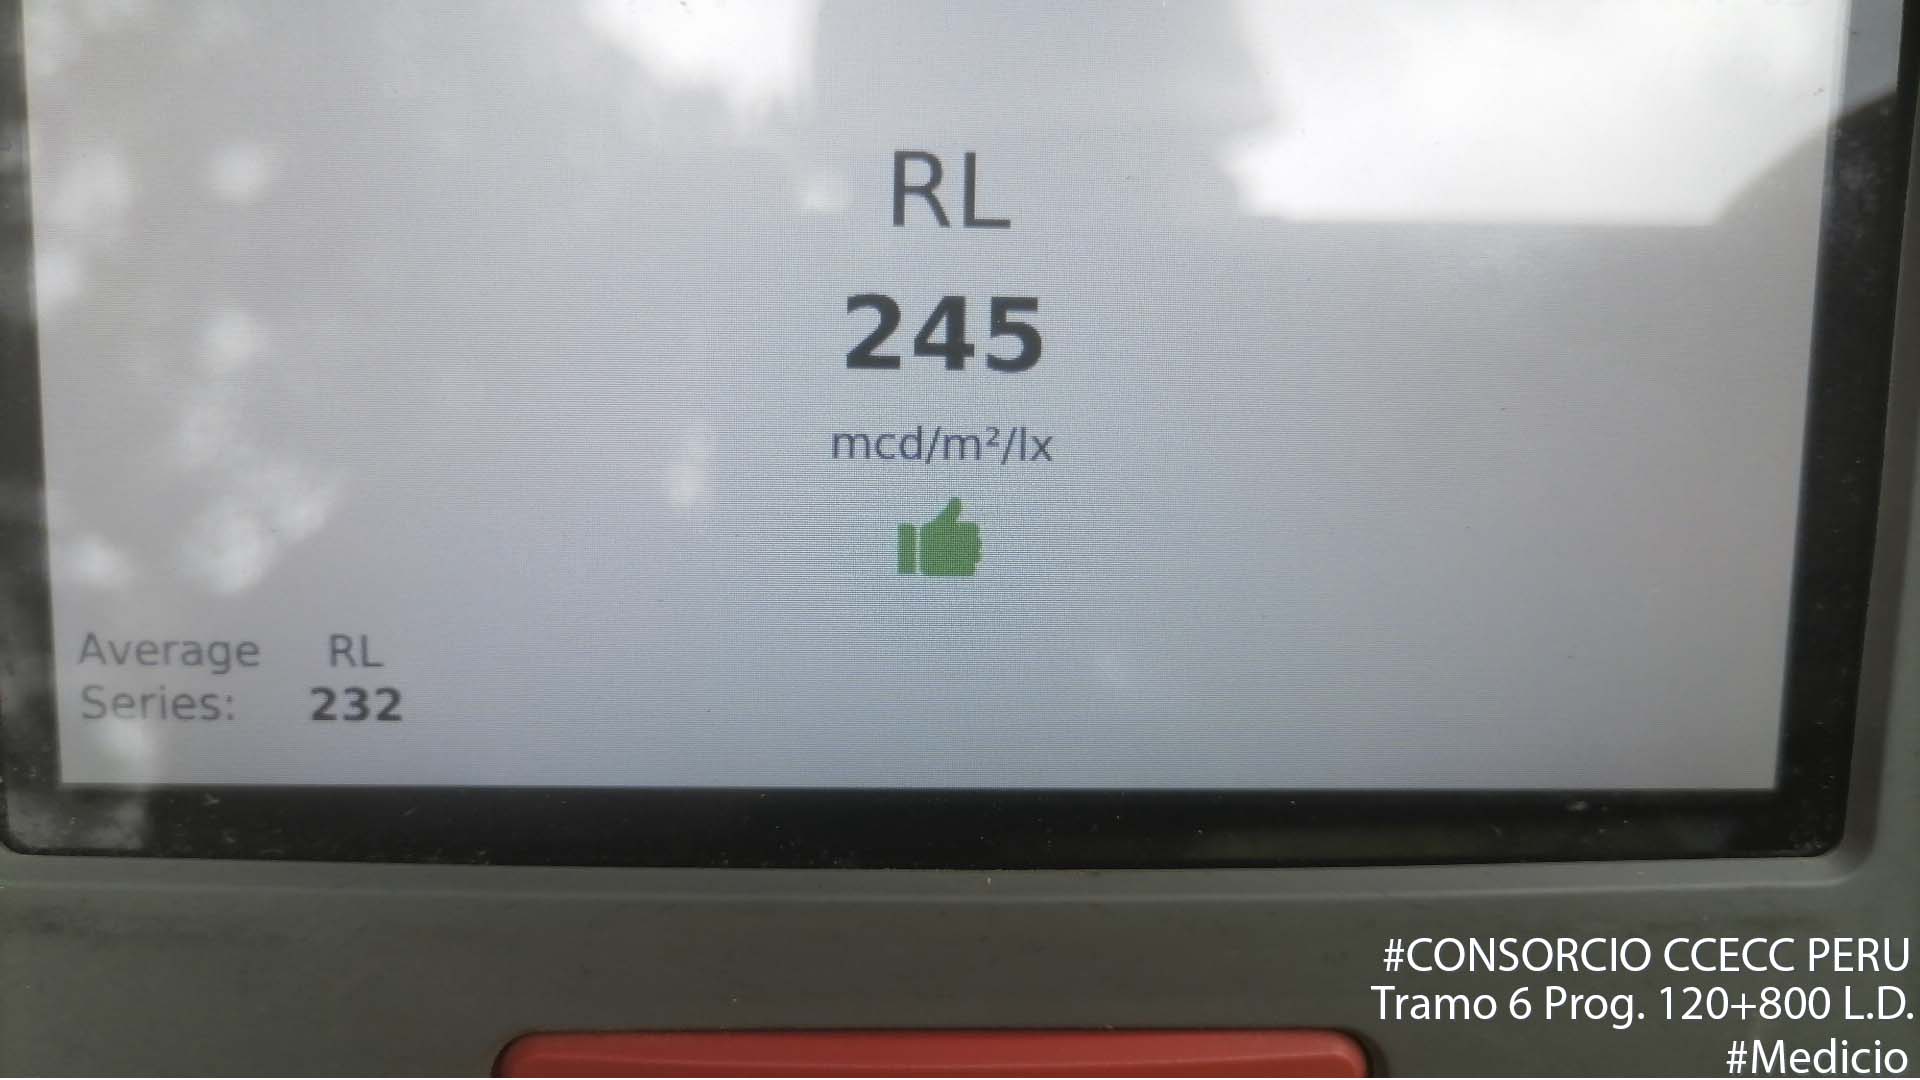 RL
245
mcd/m²/lx
Average RL
Series: 232
#CONSORCIO CCECC PERU
Tramo 6 Prog. 120+800 L.D.
#Medicio